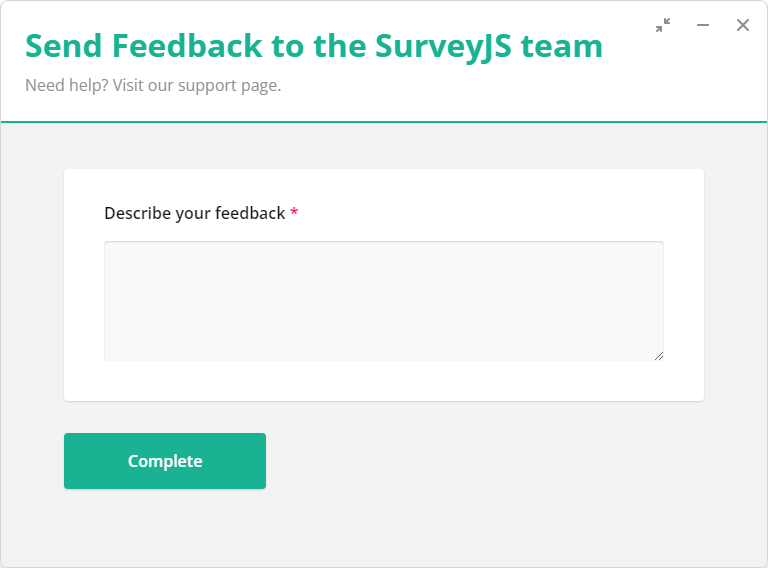 Send Feedback to the SurveyJS team
Need help? Visit our support page.
Describe your feedback *
Complete